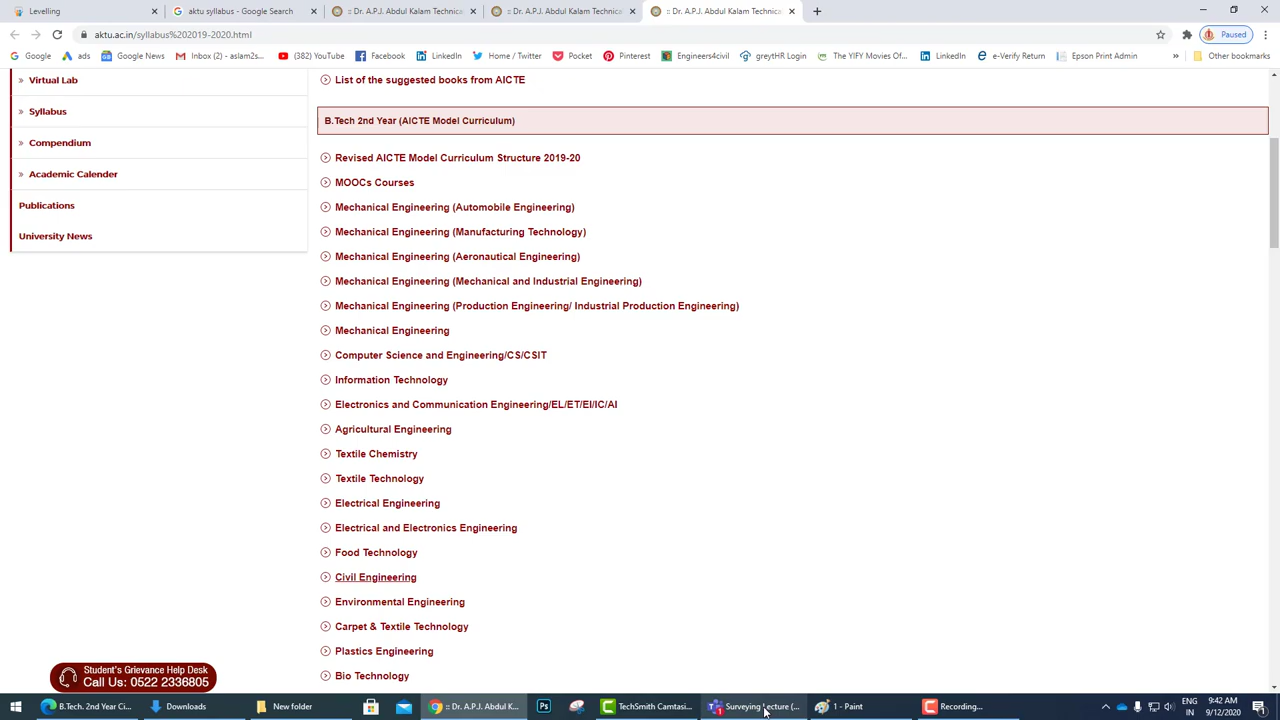 Levelling
aktu syllabus - Google Search
:: Dr. A.P.J. Abdul Kalam Technic
:: Dr. A.P.J. Abdul Kalam Technic
:: Dr. A.P.J. Abdul Kalam Technic
aktu.ac.in/syllabus%202019-2020.html
Paused
Google
ads
Google News
Inbox (2) - aslam2s...
(382) YouTube
Facebook
LinkedIn
Home / Twitter
Pocket
Pinterest
Engineers4civil
greytHR Login
The YIFY Movies Of...
LinkedIn
e-Verify Return
Epson Print Admin
»
Other bookmarks
» Virtual Lab
» Syllabus
» Compendium
» Academic Calender
Publications
University News
List of the suggested books from AICTE
B.Tech 2nd Year (AICTE Model Curriculum)
Revised AICTE Model Curriculum Structure 2019-20
MOOCs Courses
Mechanical Engineering (Automobile Engineering)
Mechanical Engineering (Manufacturing Technology)
Mechanical Engineering (Aeronautical Engineering)
Mechanical Engineering (Mechanical and Industrial Engineering)
Mechanical Engineering (Production Engineering/ Industrial Production Engineering)
Mechanical Engineering
Computer Science and Engineering/CS/CSIT
Information Technology
Electronics and Communication Engineering/EL/ET/EI/IC/AI
Agricultural Engineering
Textile Chemistry
Textile Technology
Electrical Engineering
Electrical and Electronics Engineering
Food Technology
Civil Engineering
Environmental Engineering
Carpet & Textile Technology
Plastics Engineering
Bio Technology
Student's Grievance Help Desk
Call Us: 0522 2336805
B.Tech. 2nd Year Ci...
Downloads
New folder
:: Dr. A.P.J. Abdul K...
Ps
TechSmith Camtasi...
Surveying Lecture (...
1 - Paint
Recording...
ENG
IN
9:42 AM
9/12/2020